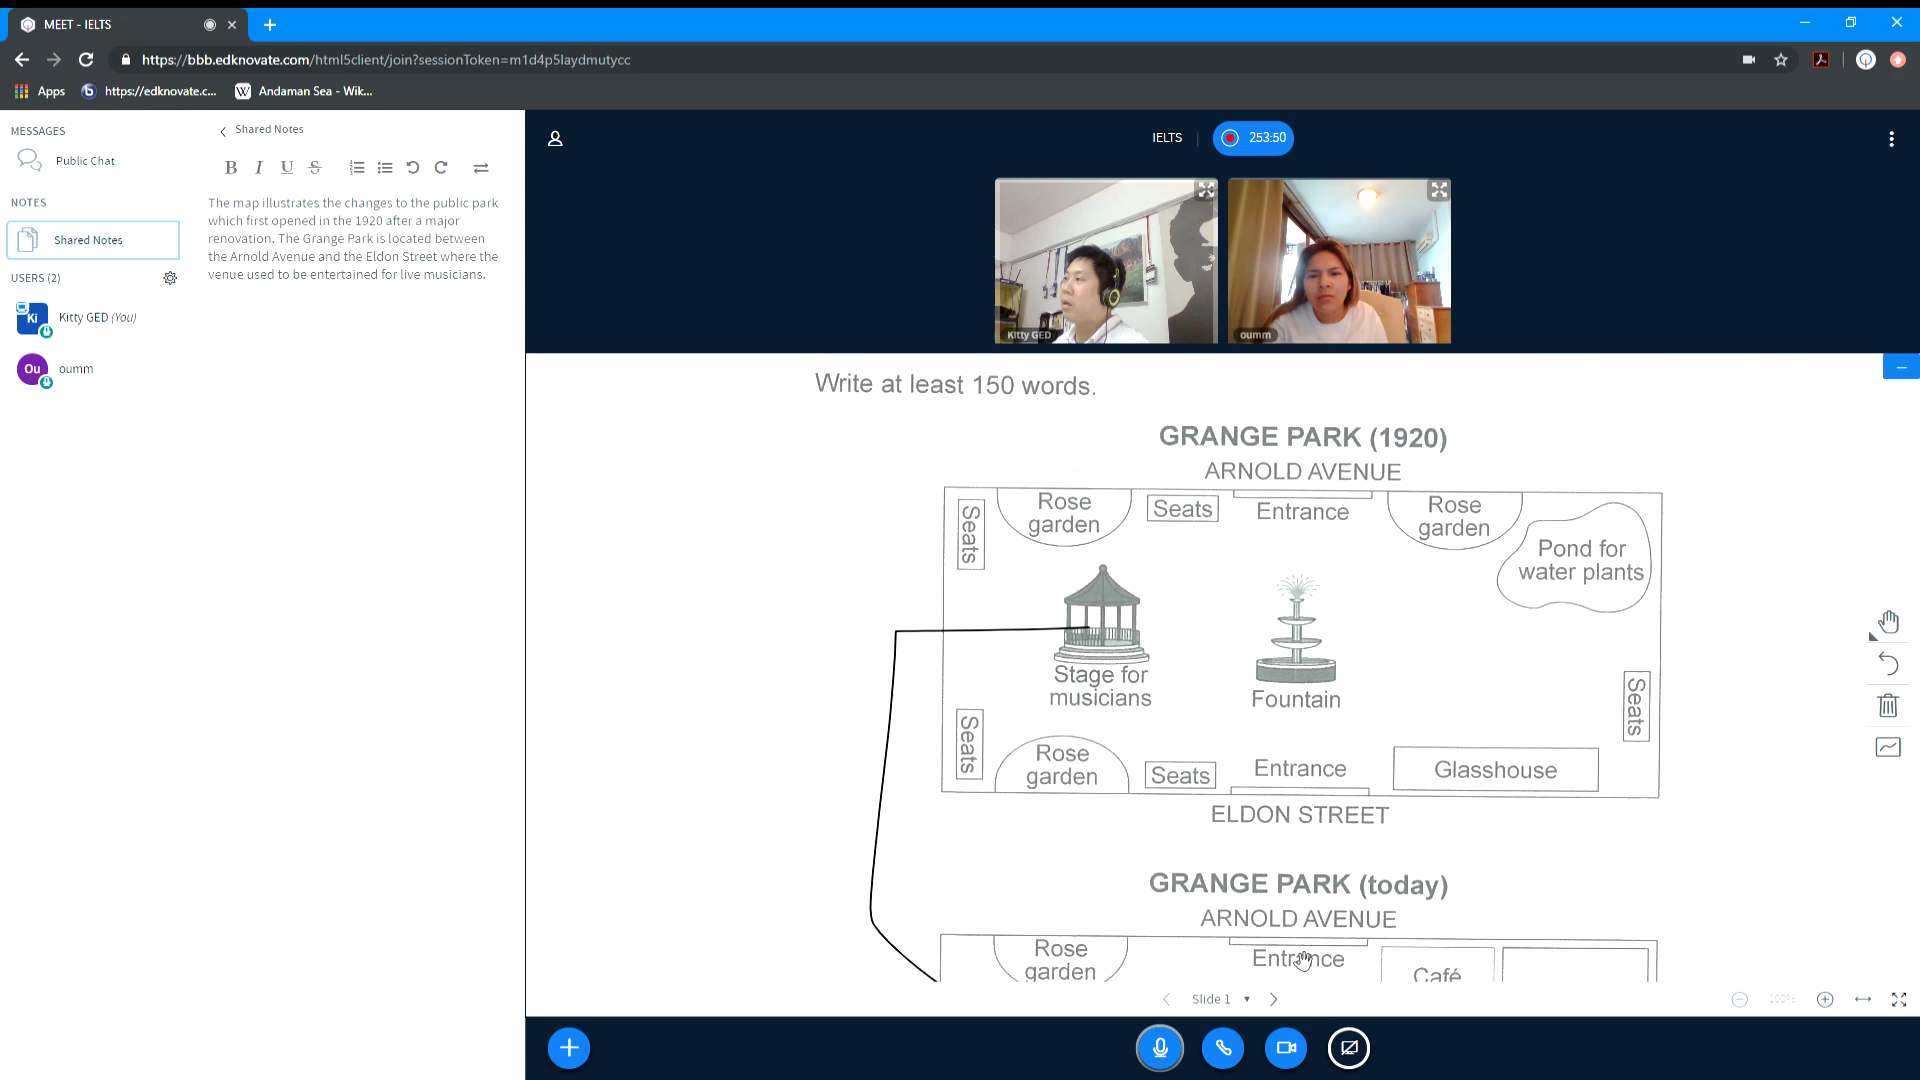 MEET - IELTS
https://bbb.edknovate.com/html5client/join?sessionToken=m1d4p5laydmutycc
Apps
https://edknovate.c...
Andaman Sea - Wik...
MESSAGES
Public Chat
NOTES
Shared Notes
USERS (2)
Ki
Kitty GED (You)
Ou
oumm
Shared Notes
B I U S
The map illustrates the changes to the public park
which first opened in the 1920 after a major
renovation. The Grange Park is located between
the Arnold Avenue and the Eldon Street where the
venue used to be entertained for live musicians.
IELTS
253:50
Kitty GED
oumm
Write at least 150 words.
GRANGE PARK (1920)
ARNOLD AVENUE
Seats
Rose
garden
Seats
Entrance
Rose
garden
Pond for
water plants
Stage for
musicians
Fountain
Seats
Seats
Rose
garden
Seats
Entrance
Glasshouse
ELDON STREET
GRANGE PARK (today)
ARNOLD AVENUE
Rose
garden
Entrance
Café
Slide 1
100%